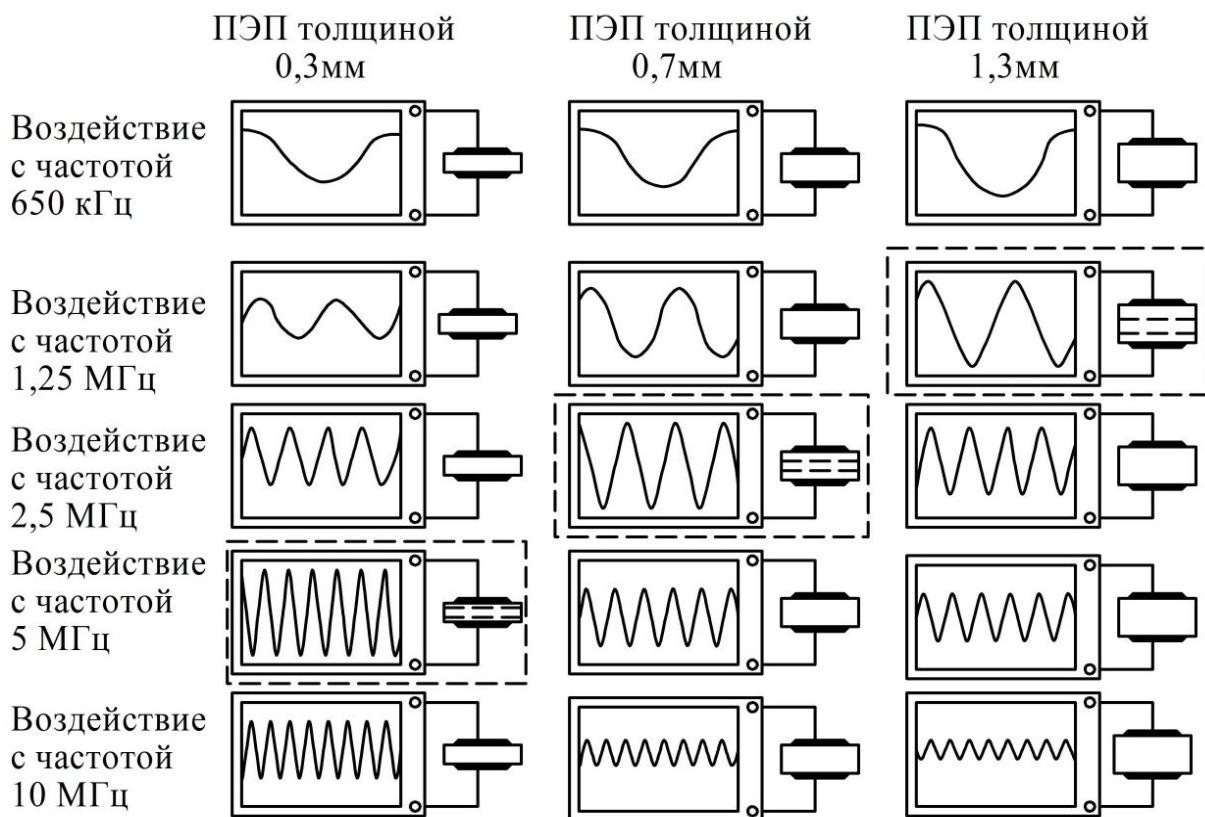 ПЭП толщиной
0,3мм
ПЭП толщиной
0,7мм
ПЭП толщиной
1,3мм
Воздействие
с частотой
650 кГц
Воздействие
с частотой
1,25 МГц
Воздействие
с частотой
2,5 МГц
Воздействие
с частотой
5 МГц
Воздействие
с частотой
10 МГц